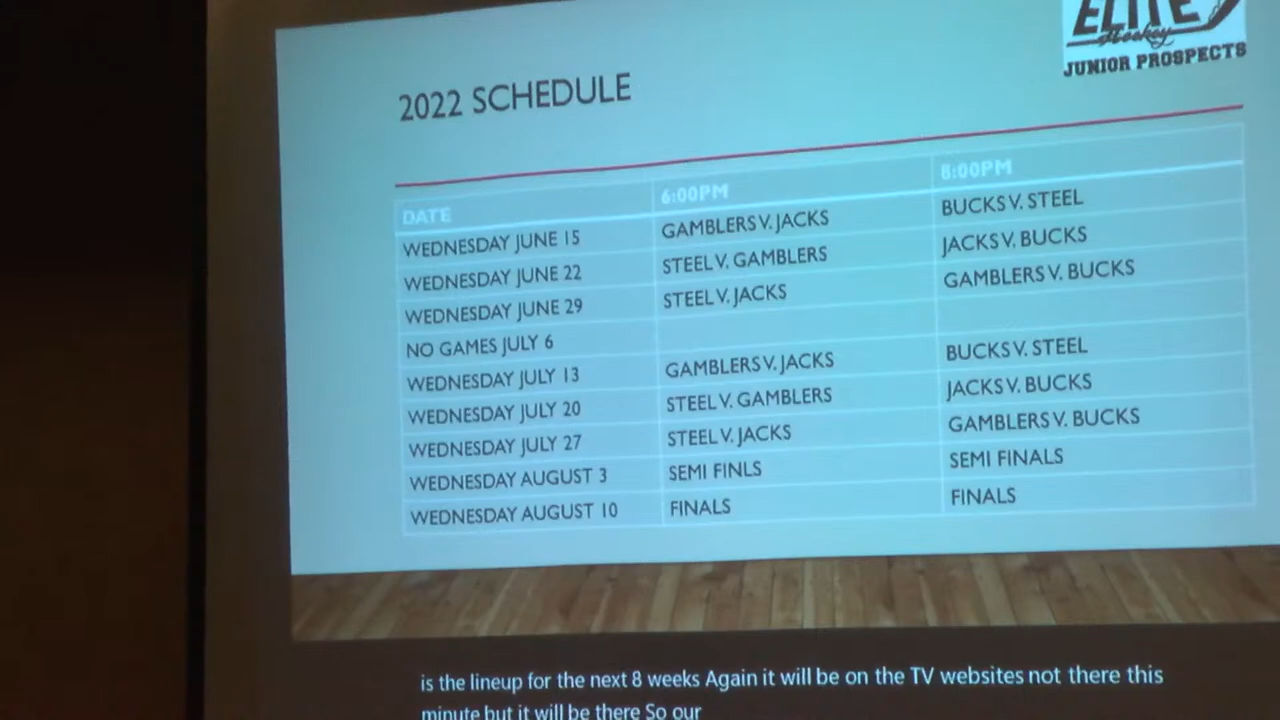 ELITE
Hockey
JUNIOR PROSPECTS
2022 SCHEDULE
DATE 6:00PM 8:00PM
WEDNESDAY JUNE 15 GAMBLERS V. JACKS BUCKS V. STEEL
WEDNESDAY JUNE 22 STEEL V. GAMBLERS JACKS V. BUCKS
WEDNESDAY JUNE 29 STEEL V. JACKS GAMBLERS V. BUCKS
NO GAMES JULY 6
WEDNESDAY JULY 13 GAMBLERS V. JACKS BUCKS V. STEEL
WEDNESDAY JULY 20 STEEL V. GAMBLERS JACKS V. BUCKS
WEDNESDAY JULY 27 STEEL V. JACKS GAMBLERS V. BUCKS
WEDNESDAY AUGUST 3 SEMI FINLS SEMI FINALS
WEDNESDAY AUGUST 10 FINALS FINALS
is the lineup for the next 8 weeks Again it will be on the TV websites not there this
minute but it will be there So our